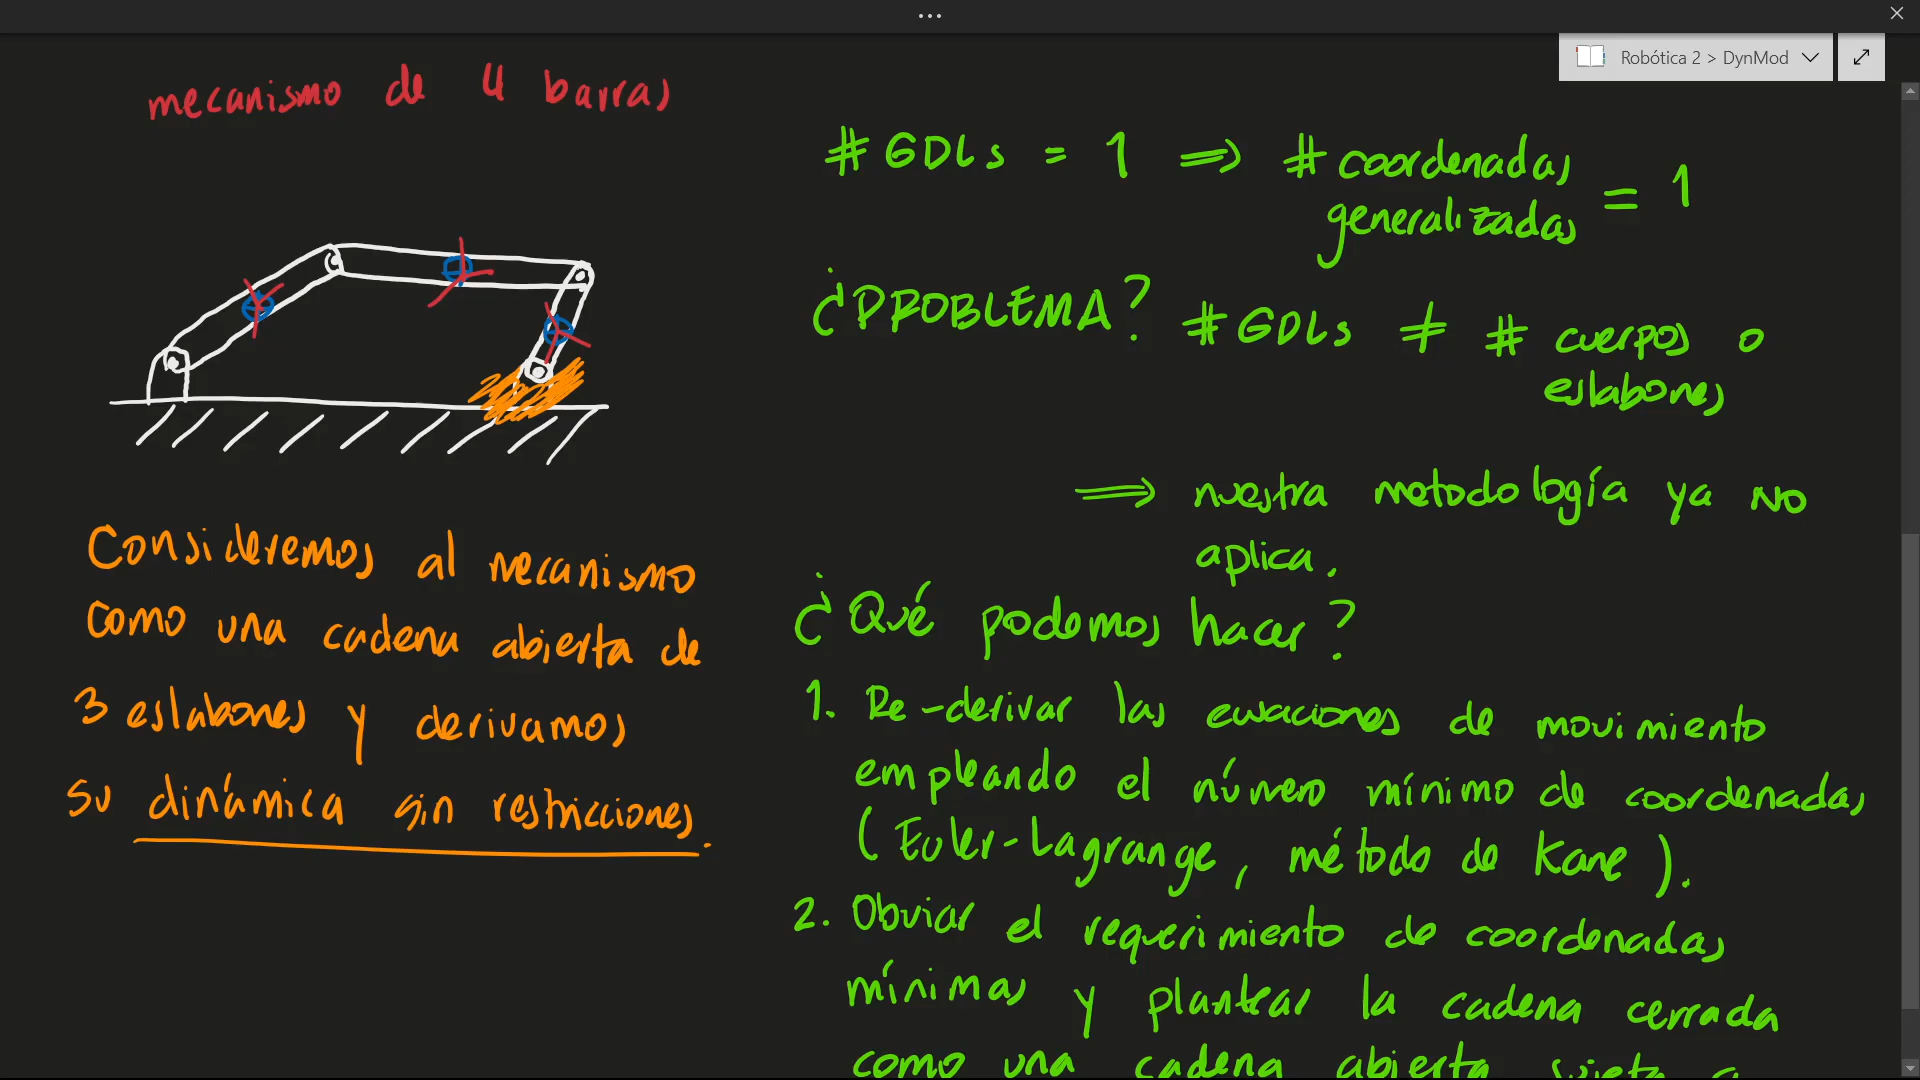 Robótica 2 > DynMod
mecanismo de 4 barras
Consideremos al mecanismo
como una cadena abierta de
3 eslabones y derivamos
su dinámica sin restricciones.
#GDLs = 1 ⟹ # coordenadas
generalizadas = 1
¿PROBLEMA? #GDLs ≠ # cuerpos o
eslabones
⟹ nuestra metodología ya NO
aplica.
¿Qué podemos hacer?
1. Re-derivar las ecuaciones de movimiento
empleando el número mínimo de coordenadas
(Euler-Lagrange, método de Kane).
2. Obviar el requerimiento de coordenadas
mínimas y plantear la cadena cerrada
como una cadena abierta sujeta a